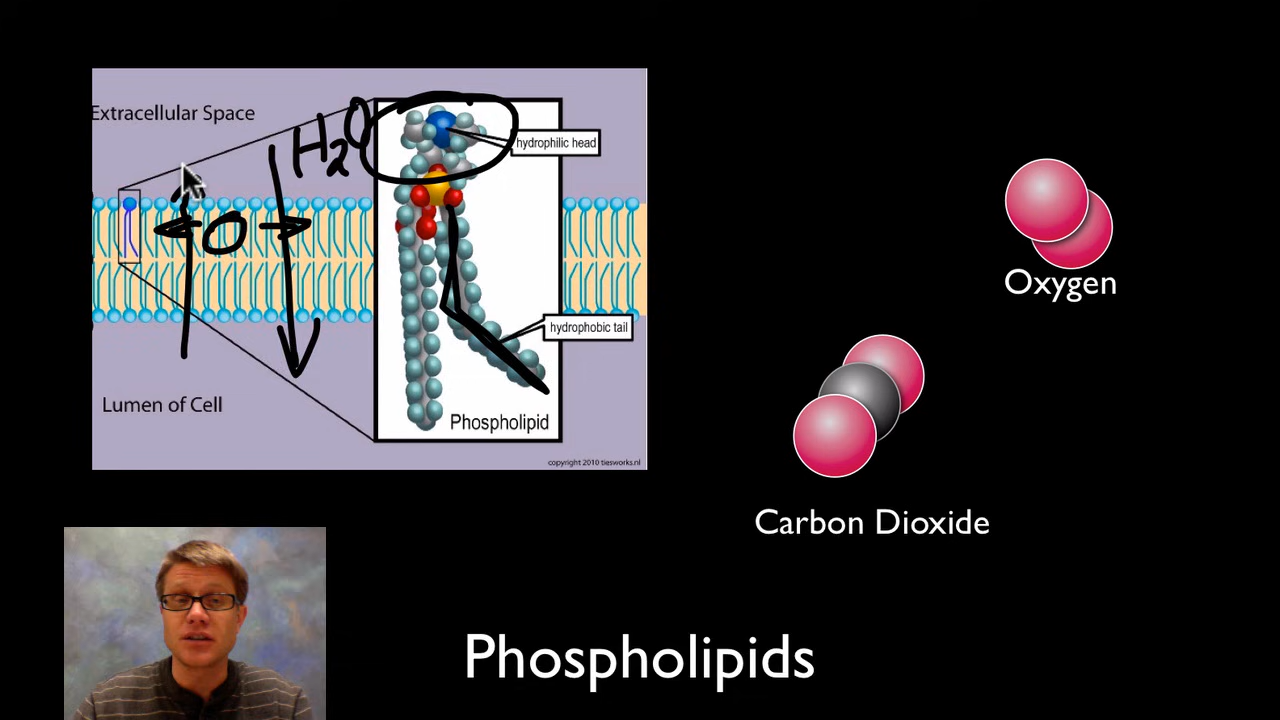 Extracellular Space
H2O
hydrophilic head
O
hydrophobic tail
Lumen of Cell
Phospholipid
copyright 2010 tiesworks.nl
Oxygen
Carbon Dioxide
Phospholipids